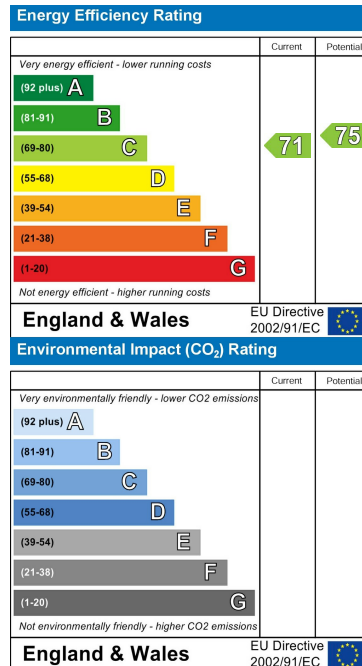 Energy Efficiency Rating
Current Potential
Very energy efficient - lower running costs
(92 plus) A
(81-91) B
(69-80) C
71 75
(55-68) D
(39-54) E
(21-38) F
(1-20) G
Not energy efficient - higher running costs
England & Wales
EU Directive
2002/91/EC
Environmental Impact (CO₂) Rating
Current Potential
Very environmentally friendly - lower CO2 emissions
(92 plus) A
(81-91) B
(69-80) C
(55-68) D
(39-54) E
(21-38) F
(1-20) G
Not environmentally friendly - higher CO2 emissions
England & Wales
EU Directive
2002/91/EC